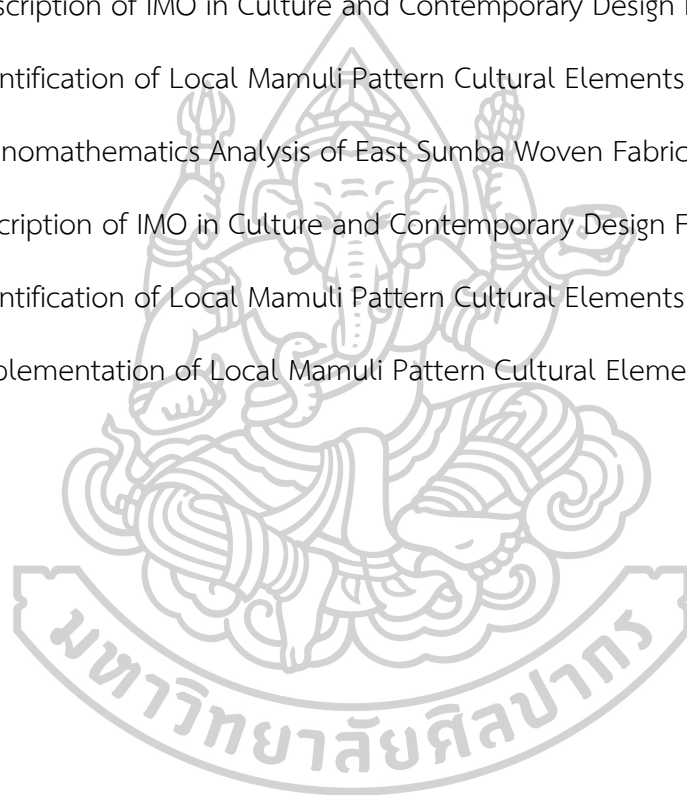 scription of IMO in Culture and Contemporary Design
ntification of Local Mamuli Pattern Cultural Elements
nomathematics Analysis of East Sumba Woven Fabric
cription of IMO in Culture and Contemporary Design F
ntification of Local Mamuli Pattern Cultural Elements
plementation of Local Mamuli Pattern Cultural Eleme
มหาวิทยาลัยศิลปากร